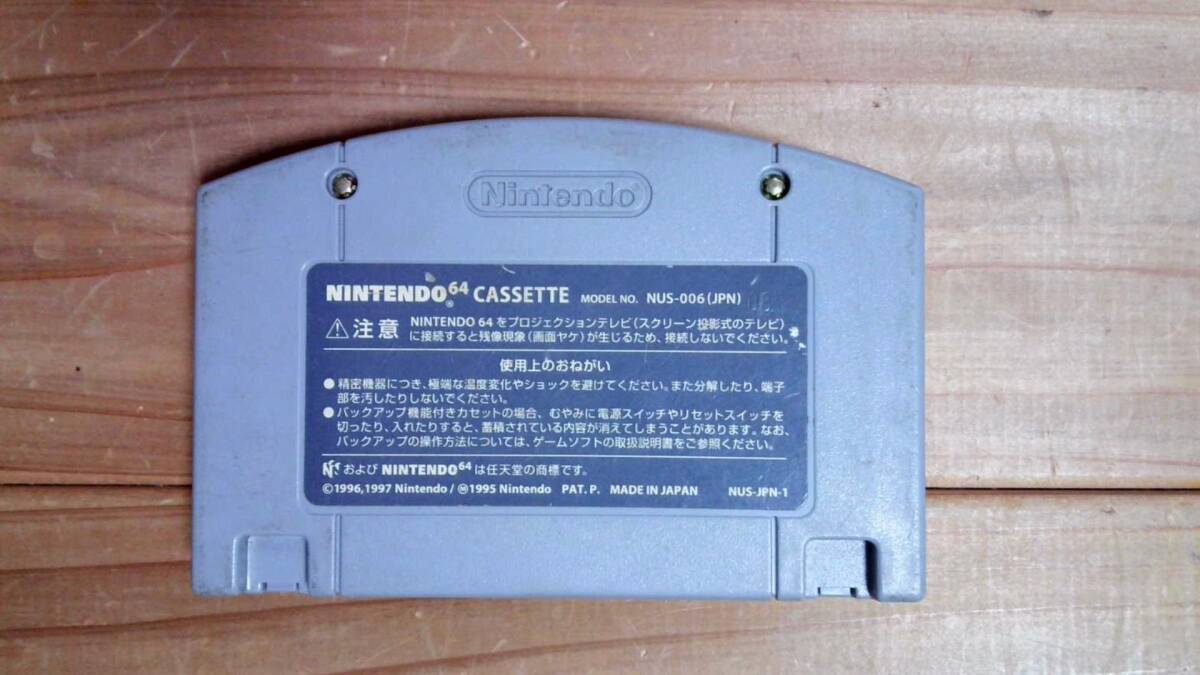 Nintendo®
NINTENDO64® CASSETTE MODEL NO. NUS-006(JPN)
⚠注意 NINTENDO 64をプロジェクションテレビ(スクリーン投影式のテレビ)
に接続すると残像現象(画面ヤケ)が生じるため、接続しないでください。
使用上のおねがい
●精密機器につき、極端な温度変化やショックを避けてください。また分解したり、端子
部を汚したりしないでください。
●バックアップ機能付きカセットの場合、むやみに電源スイッチやリセットスイッチを
切ったり、入れたりすると、蓄積されている内容が消えてしまうことがあります。なお、
バックアップの操作方法については、ゲームソフトの取扱説明書をご参照ください。
および NINTENDO64 は任天堂の商標です。
©1996,1997 Nintendo/Ⓜ1995 Nintendo PAT. P. MADE IN JAPAN NUS-JPN-1